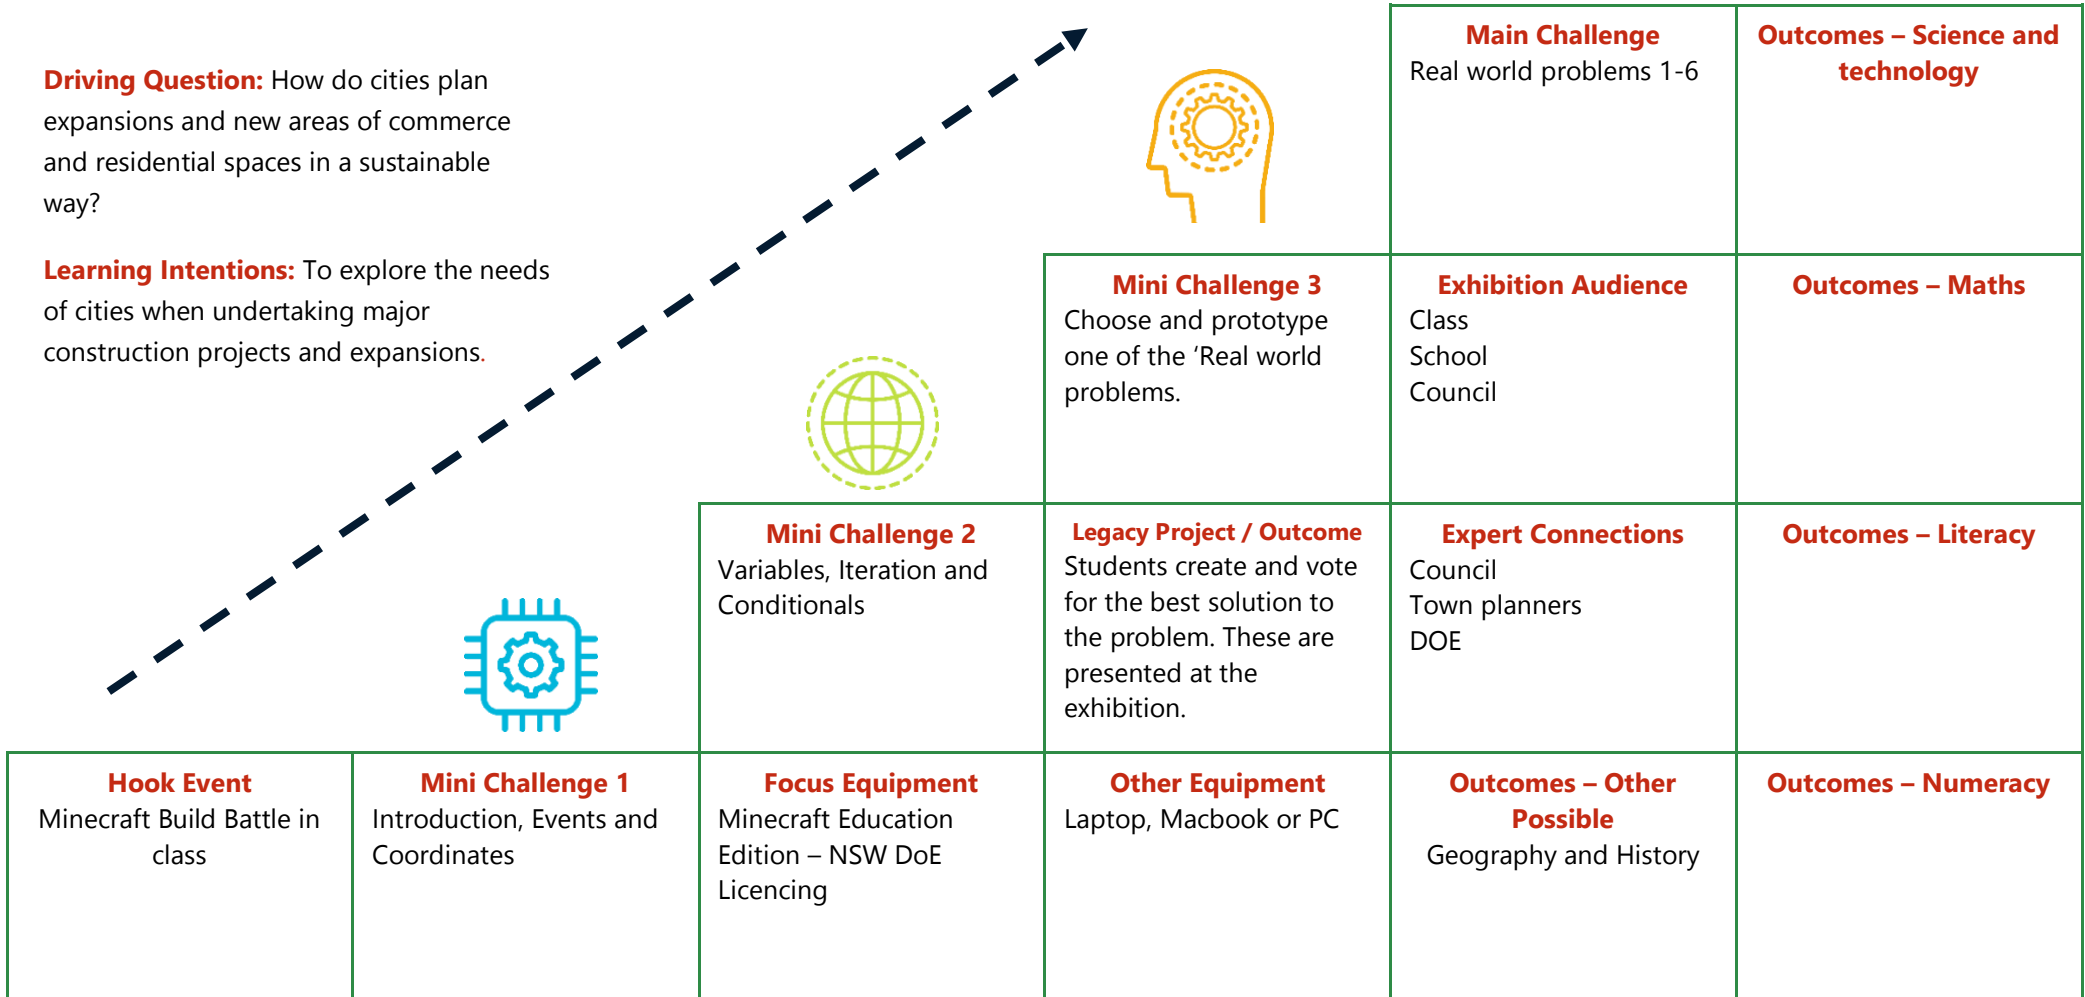 Driving Question: How do cities plan
expansions and new areas of commerce
and residential spaces in a sustainable
way?
Learning Intentions: To explore the needs
of cities when undertaking major
construction projects and expansions.
Main Challenge
Real world problems 1-6
Outcomes – Science and
technology
Mini Challenge 3
Choose and prototype
one of the ‘Real world
problems.
Exhibition Audience
Class
School
Council
Outcomes – Maths
Mini Challenge 2
Variables, Iteration and
Conditionals
Legacy Project / Outcome
Students create and vote
for the best solution to
the problem. These are
presented at the
exhibition.
Expert Connections
Council
Town planners
DOE
Outcomes – Literacy
Hook Event
Minecraft Build Battle in
class
Mini Challenge 1
Introduction, Events and
Coordinates
Focus Equipment
Minecraft Education
Edition – NSW DoE
Licencing
Other Equipment
Laptop, Macbook or PC
Outcomes – Other
Possible
Geography and History
Outcomes – Numeracy